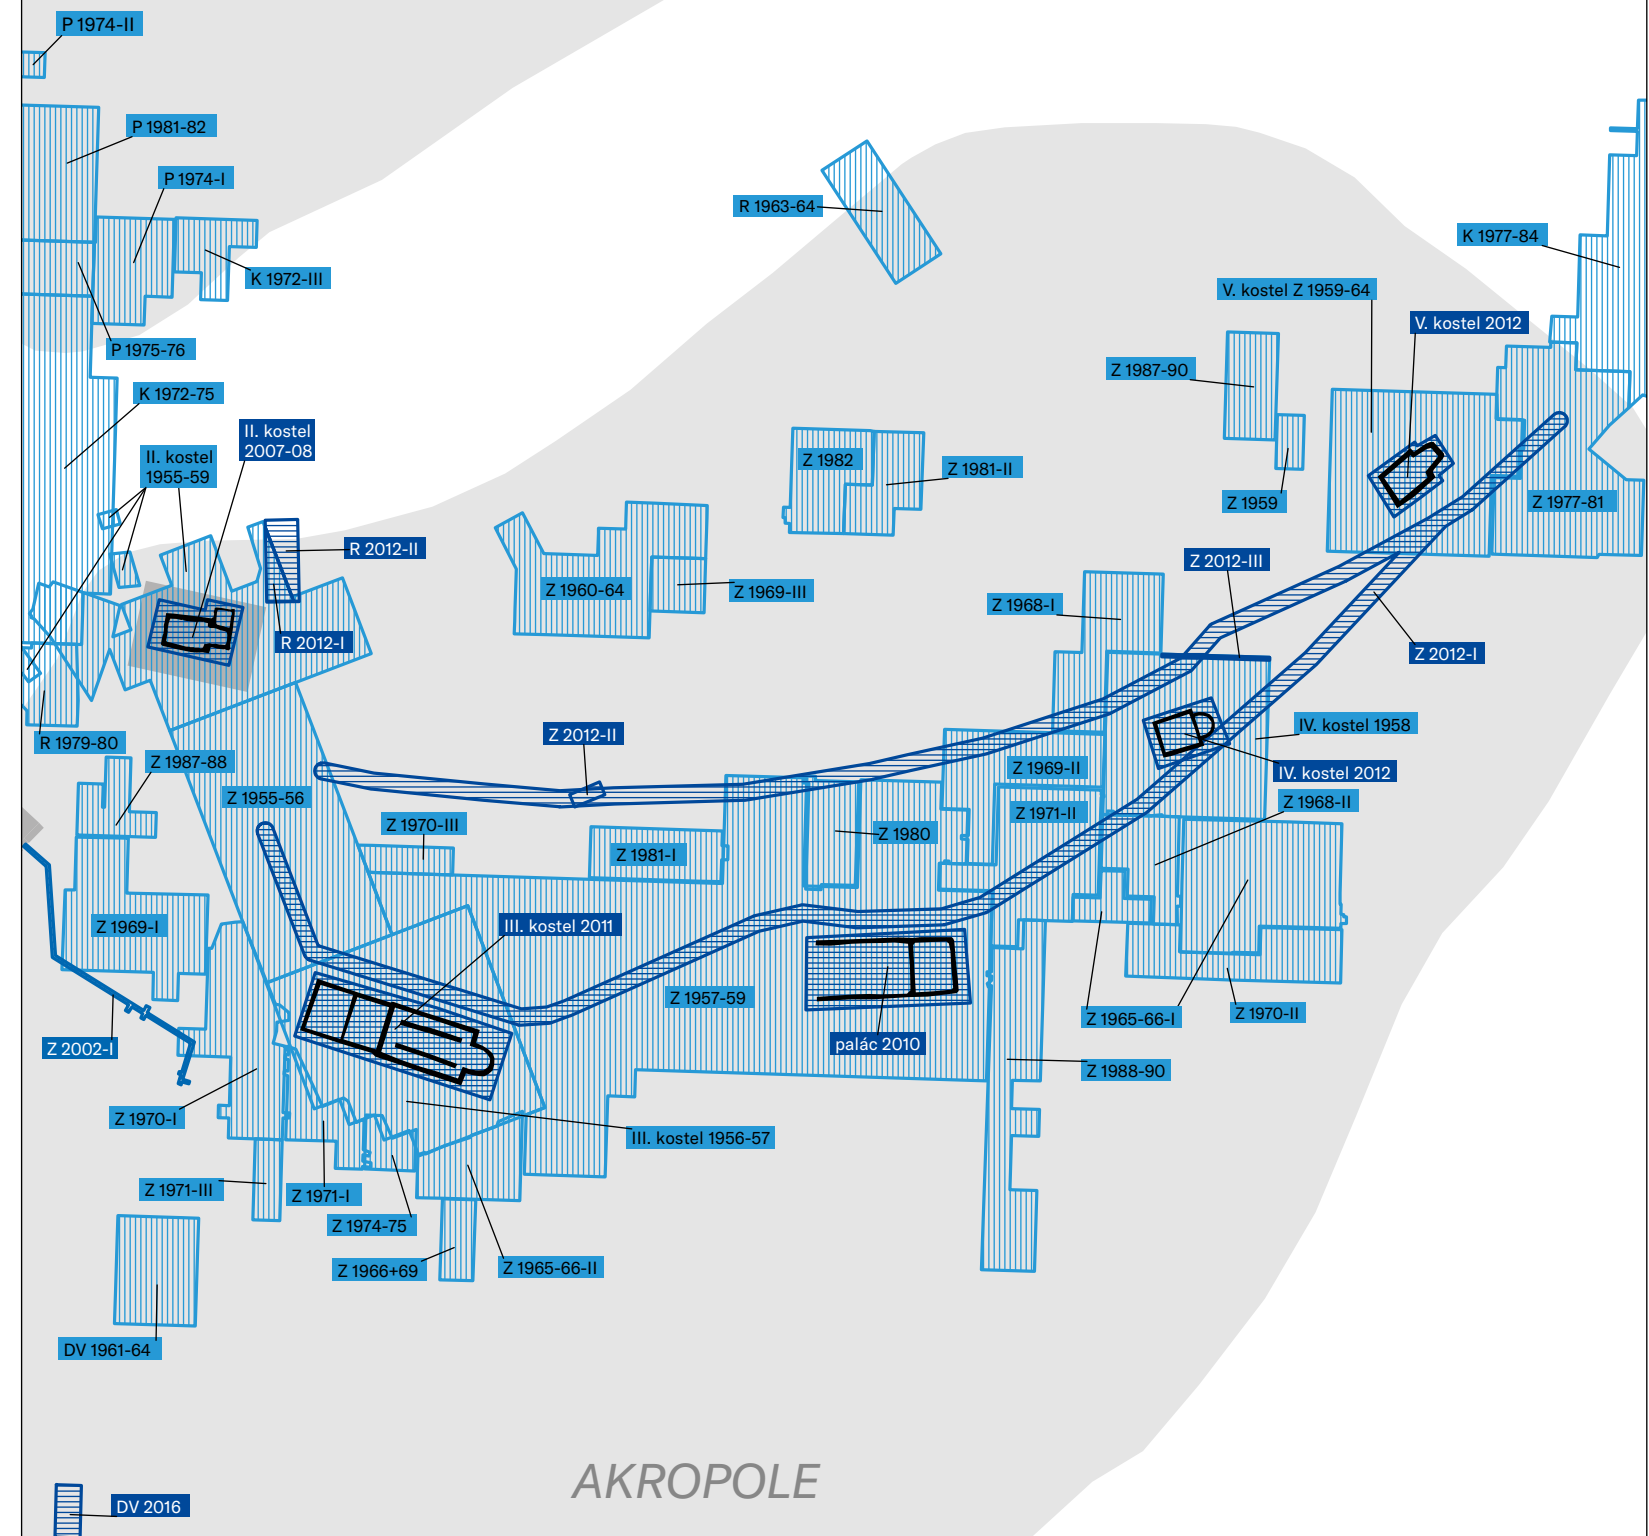 P 1974-II
P 1981-82
P 1974-I
R 1963-64
K 1977-84
K 1972-III
V. kostel Z 1959-64
V. kostel 2012
P 1975-76
Z 1987-90
K 1972-75
II. kostel
2007-08
II. kostel
1955-59
Z 1982
Z 1981-II
Z 1959
Z 1977-81
R 2012-II
Z 2012-III
Z 1960-64
Z 1969-III
Z 1968-I
R 2012-I
Z 2012-I
IV. kostel 1958
Z 2012-II
R 1979-80
Z 1987-88
Z 1969-II
IV. kostel 2012
Z 1955-56
Z 1968-II
Z 1971-II
Z 1970-III
Z 1980
Z 1981-I
Z 1969-I
III. kostel 2011
Z 1957-59
Z 1965-66-I
Z 1970-II
Z 2002-I
palác 2010
Z 1988-90
Z 1970-I
III. kostel 1956-57
Z 1971-III
Z 1971-I
Z 1974-75
Z 1966+69
Z 1965-66-II
DV 1961-64
AKROPOLE
DV 2016